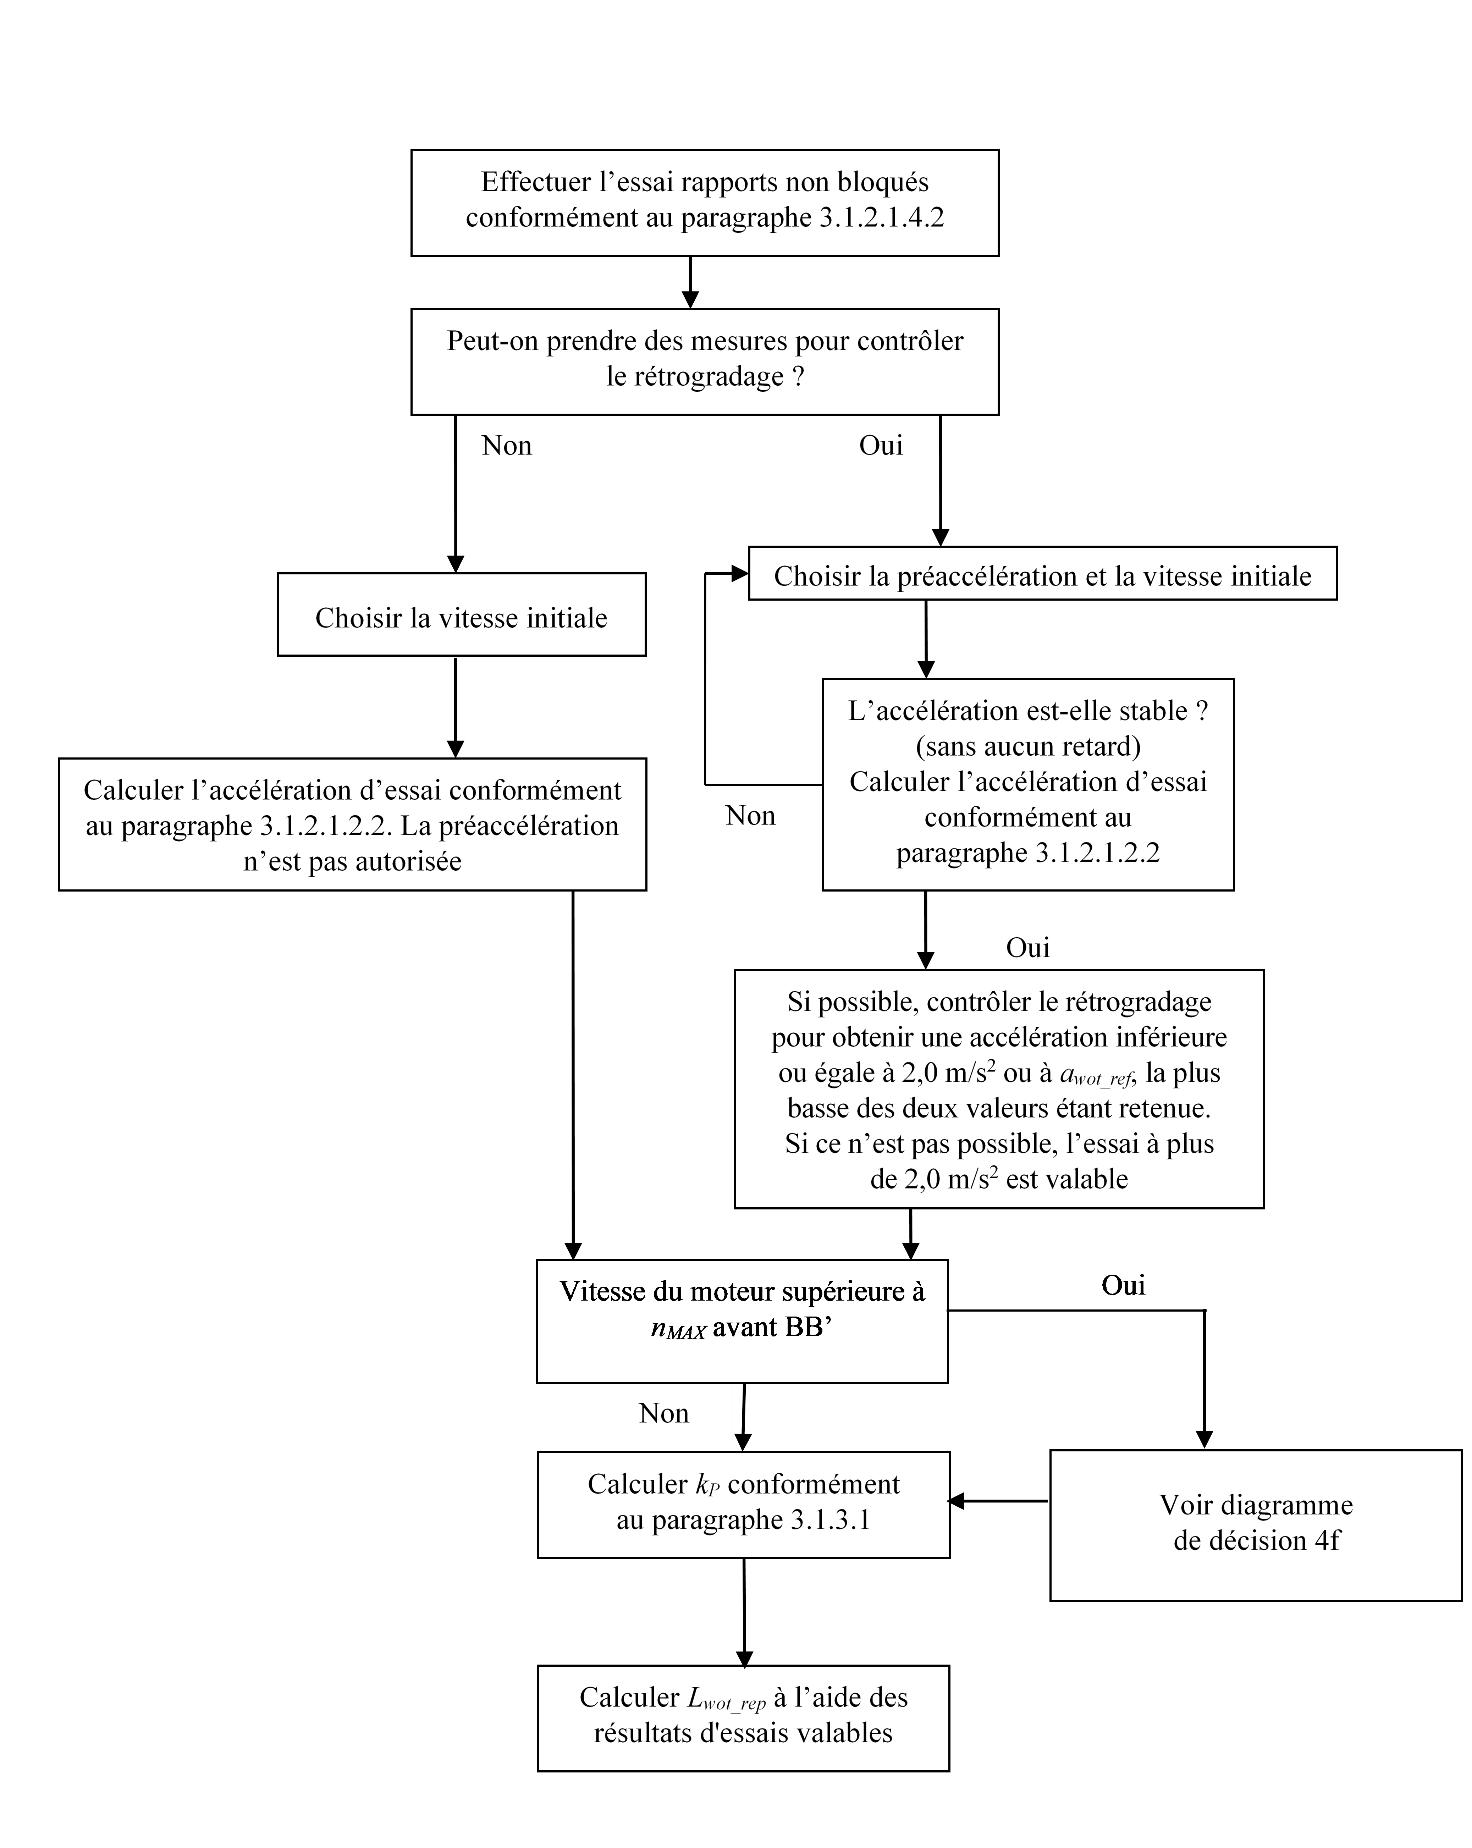 Effectuer l’essai rapports non bloqués
conformément au paragraphe 3.1.2.1.4.2
Peut-on prendre des mesures pour contrôler
le rétrogradage ?
Non
Oui
Choisir la vitesse initiale
Choisir la préaccélération et la vitesse initiale
Calculer l’accélération d’essai conformément
au paragraphe 3.1.2.1.2.2. La préaccélération
n’est pas autorisée
L’accélération est-elle stable ?
(sans aucun retard)
Calculer l’accélération d’essai
conformément au
paragraphe 3.1.2.1.2.2
Non
Oui
Si possible, contrôler le rétrogradage
pour obtenir une accélération inférieure
ou égale à 2,0 m/s² ou à a_wot_ref, la plus
basse des deux valeurs étant retenue.
Si ce n’est pas possible, l’essai à plus
de 2,0 m/s² est valable
Vitesse du moteur supérieure à
n_MAX avant BB’
Oui
Non
Calculer k_P conformément
au paragraphe 3.1.3.1
Voir diagramme
de décision 4f
Calculer L_wot_rep à l’aide des
résultats d'essais valables